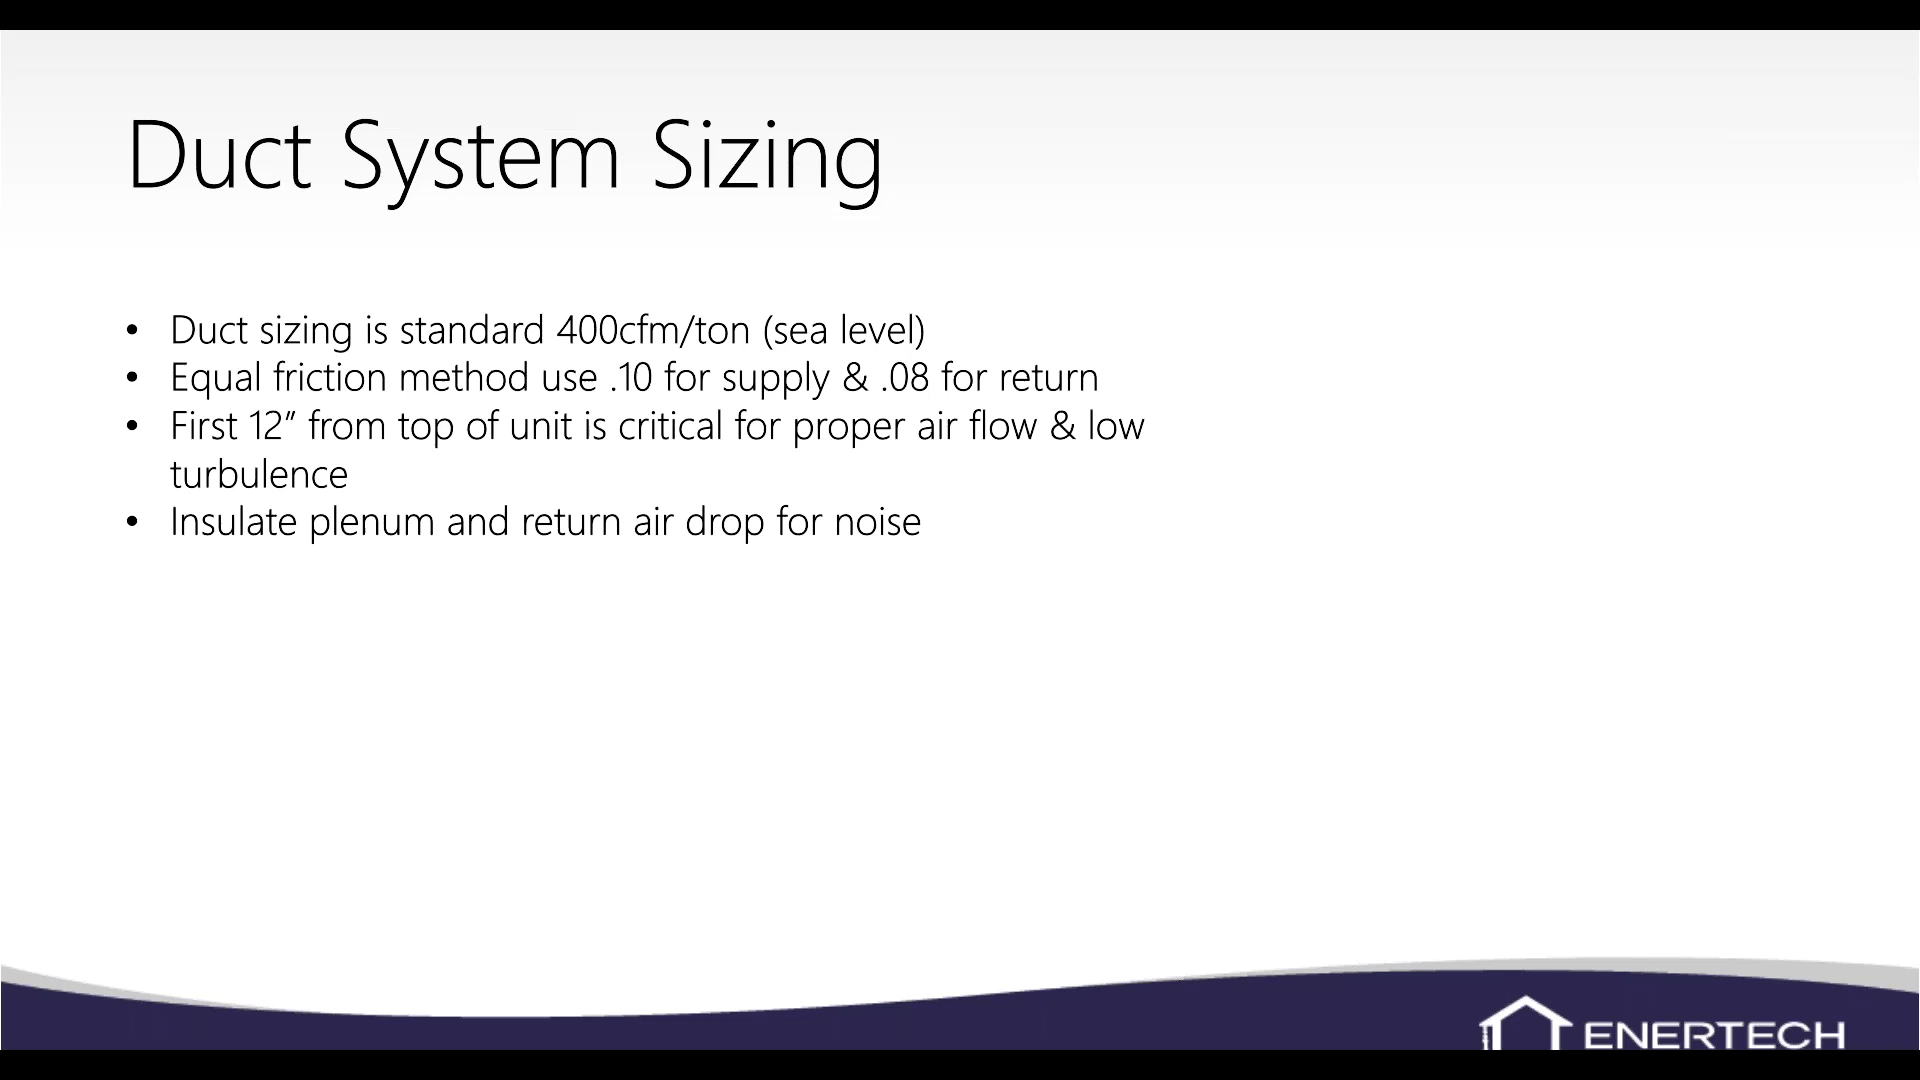 Duct System Sizing
• Duct sizing is standard 400cfm/ton (sea level)
• Equal friction method use .10 for supply & .08 for return
• First 12” from top of unit is critical for proper air flow & low
turbulence
• Insulate plenum and return air drop for noise
ENERTECH